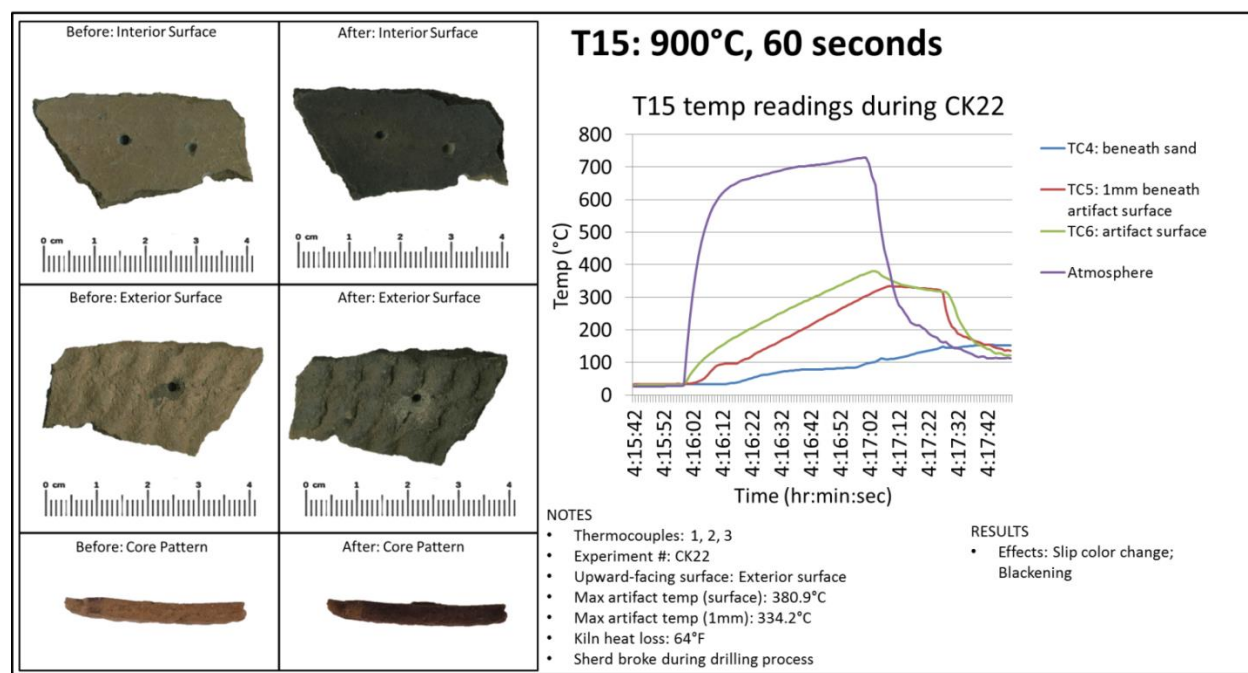 Before: Interior Surface
After: Interior Surface
0 cm 1 2 3 4
0 cm 1 2 3 4
Before: Exterior Surface
After: Exterior Surface
0 cm 1 2 3 4
0 cm 1 2 3 4
Before: Core Pattern
After: Core Pattern
T15: 900°C, 60 seconds
T15 temp readings during CK22
Temp (°C)
800
700
600
500
400
300
200
100
0
4:15:42
4:15:52
4:16:02
4:16:12
4:16:22
4:16:32
4:16:42
4:16:52
4:17:02
4:17:12
4:17:22
4:17:32
4:17:42
Time (hr:min:sec)
TC4: beneath sand
TC5: 1mm beneath
artifact surface
TC6: artifact surface
Atmosphere
NOTES
• Thermocouples: 1, 2, 3
• Experiment #: CK22
• Upward-facing surface: Exterior surface
• Max artifact temp (surface): 380.9°C
• Max artifact temp (1mm): 334.2°C
• Kiln heat loss: 64°F
• Sherd broke during drilling process
RESULTS
• Effects: Slip color change;
Blackening